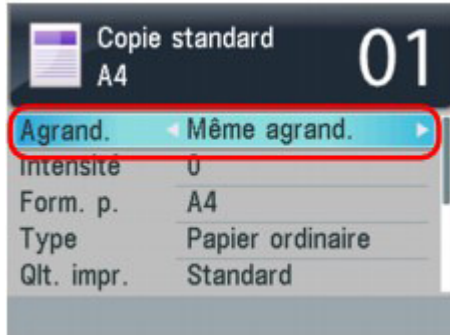 Copie standard
A4
01
Agrand. Même agrand.
Intensité 0
Form. p. A4
Type Papier ordinaire
Qlt. impr. Standard